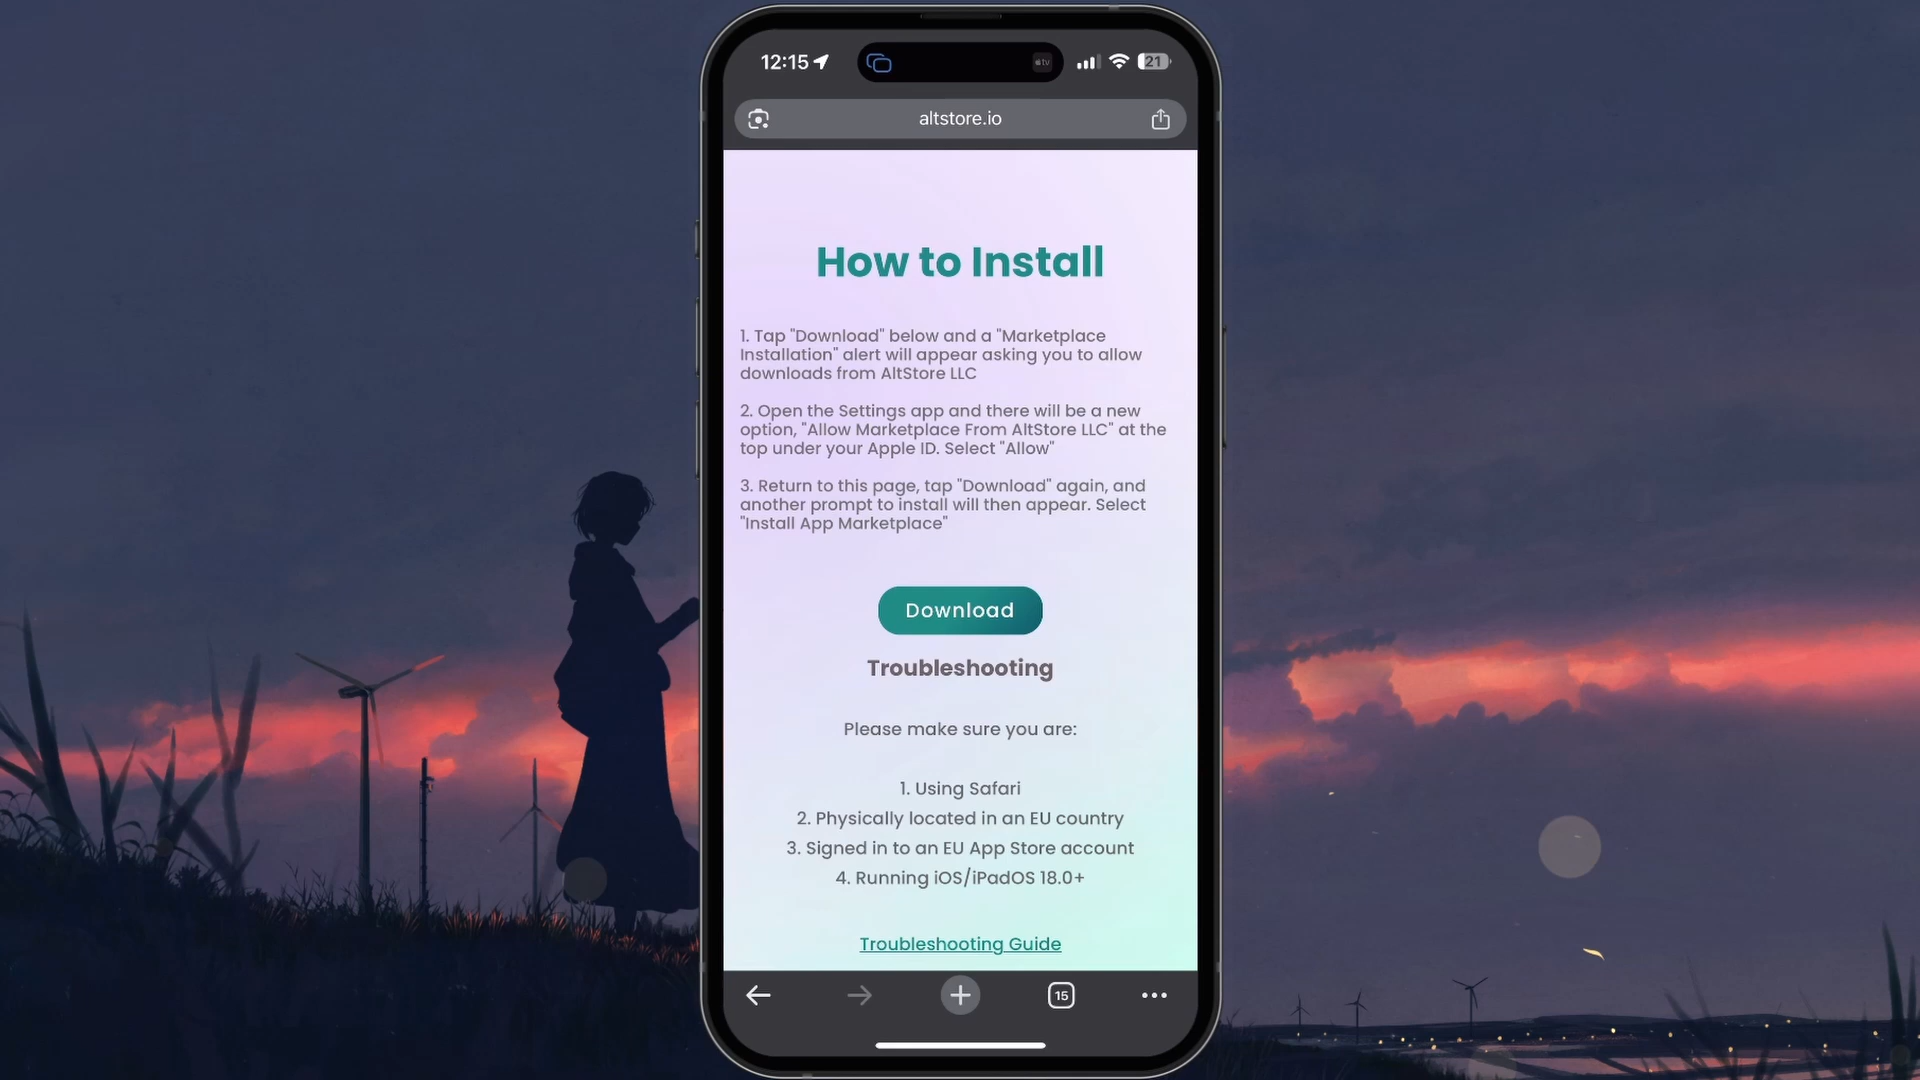 12:15
tv
21
altstore.io
How to Install
1. Tap "Download" below and a "Marketplace
Installation" alert will appear asking you to allow
downloads from AltStore LLC
2. Open the Settings app and there will be a new
option, "Allow Marketplace From AltStore LLC" at the
top under your Apple ID. Select "Allow"
3. Return to this page, tap "Download" again, and
another prompt to install will then appear. Select
"Install App Marketplace"
Download
Troubleshooting
Please make sure you are:
1. Using Safari
2. Physically located in an EU country
3. Signed in to an EU App Store account
4. Running iOS/iPadOS 18.0+
Troubleshooting Guide
15